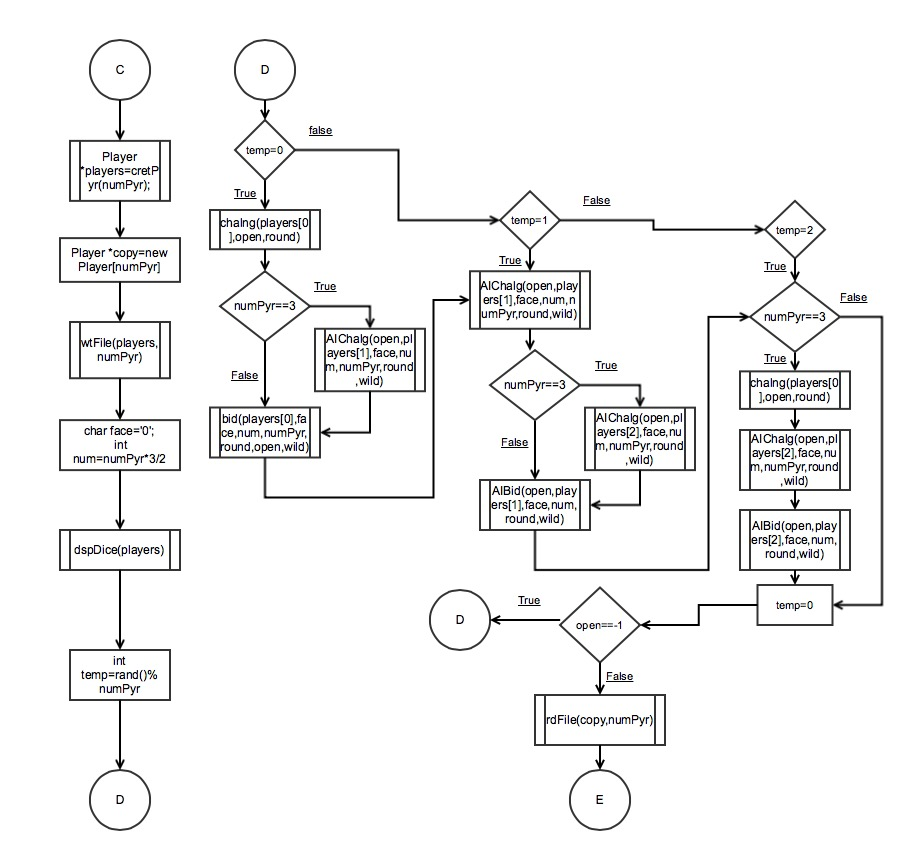 C
Player
*players=cretP
yr(numPyr);
Player *copy=new
Player[numPyr]
wtFile(players,
numPyr)
char face='0';
int
num=numPyr*3/2
dspDice(players)
int
temp=rand()%
numPyr
D
D
temp=0
false
True
chalng(players[0
],open,round)
numPyr==3
True
AIChalg(open,pl
ayers[1],face,nu
m,numPyr,round
,wild)
False
bid(players[0],fa
ce,num,numPyr,
round,open,wild)
temp=1
False
True
AIChalg(open,play
ers[1],face,num,n
umPyr,round,wild)
numPyr==3
True
AIChalg(open,pl
ayers[2],face,nu
m,numPyr,round
,wild)
False
AIBid(open,play
ers[1],face,num,
round,wild)
temp=2
True
numPyr==3
False
True
chalng(players[0
],open,round)
AIChalg(open,pl
ayers[2],face,nu
m,numPyr,round
,wild)
AIBid(open,play
ers[2],face,num,
round,wild)
temp=0
open==-1
True
D
False
rdFile(copy,numPyr)
E